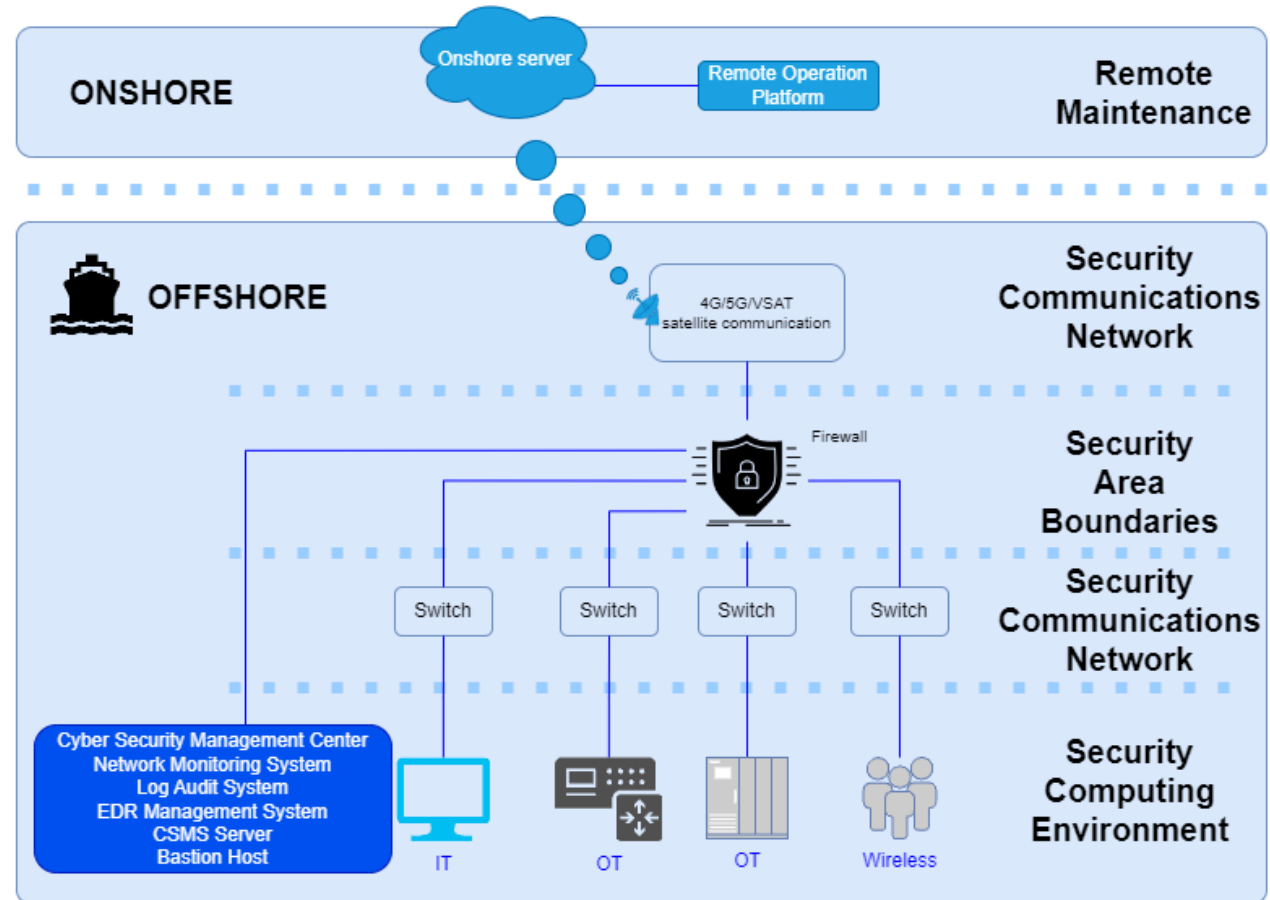 Onshore server
ONSHORE
Remote Operation
Platform
Remote
Maintenance
OFFSHORE
4G/5G/VSAT
satellite communication
Security
Communications
Network
Firewall
Security
Area
Boundaries
Switch
Switch
Switch
Switch
Security
Communications
Network
Cyber Security Management Center
Network Monitoring System
Log Audit System
EDR Management System
CSMS Server
Bastion Host
IT
OT
OT
Wireless
Security
Computing
Environment